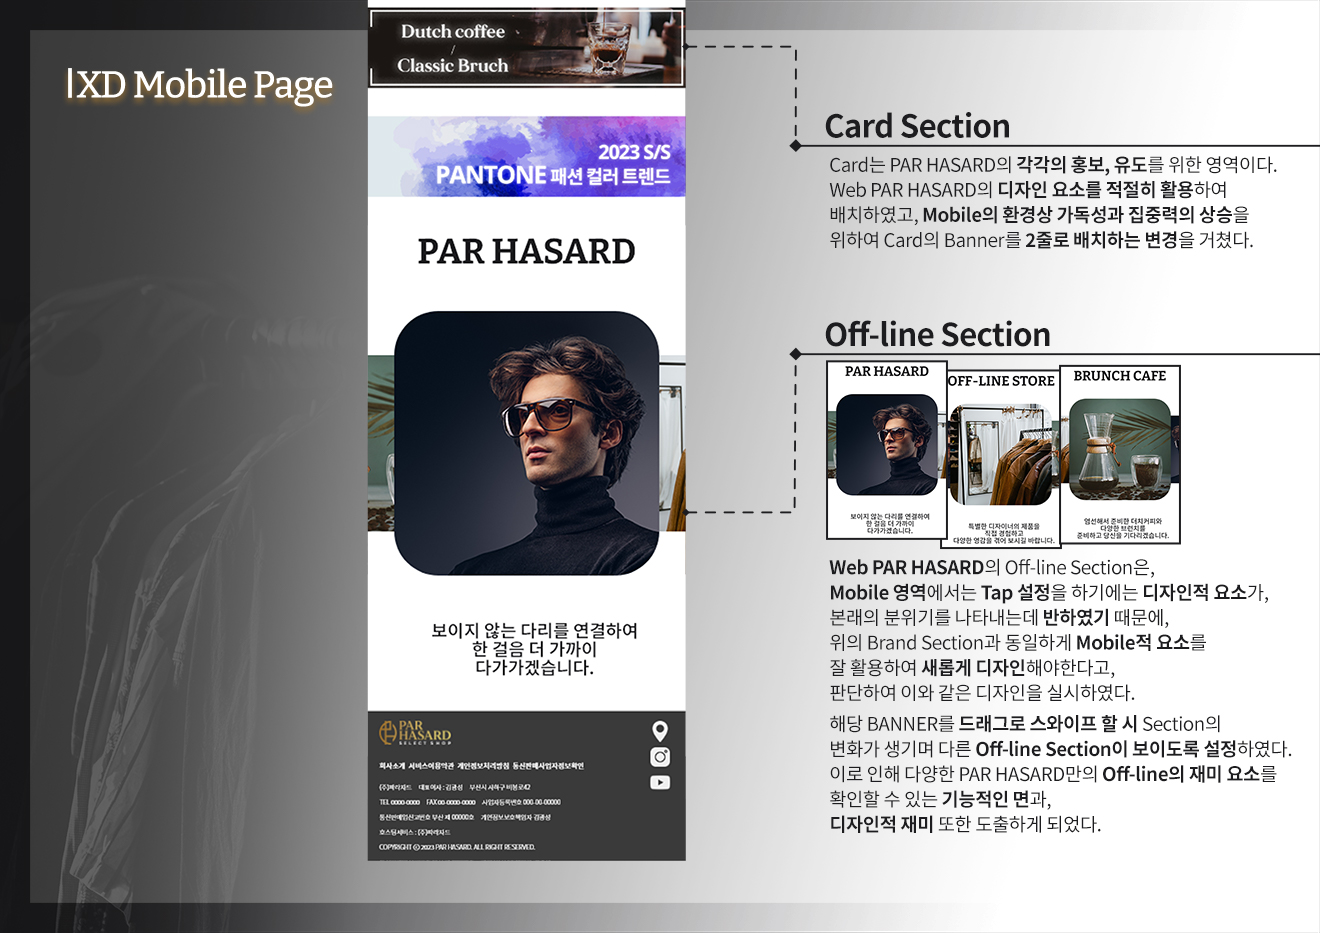 XD Mobile Page
Dutch coffee
/
Classic Bruch
2023 S/S
PANTONE 패션 컬러 트렌드
PAR HASARD
보이지 않는 다리를 연결하여
한 걸음 더 가까이
다가가겠습니다.
PAR
HASARD
SELECT SHOP
회사소개 서비스이용약관 개인정보처리방침 통신판매사업자정보확인
(주)빠라자드 대표이사 : 김광성 부산시 사하구 비봉로42
TEL 0000-0000 FAX 00-0000-0000 사업자등록번호 000-00-00000
통신판매업신고번호 부산 제 00000호 개인정보보호책임자 김광성
호스팅서비스 : (주)빠라자드
COPYRIGHT ⓒ 2023 PAR HASARD. ALL RIGHT RESERVED.
Card Section
Card는 PAR HASARD의 각각의 홍보, 유도를 위한 영역이다.
Web PAR HASARD의 디자인 요소를 적절히 활용하여
배치하였고, Mobile의 환경상 가독성과 집중력의 상승을
위하여 Card의 Banner를 2줄로 배치하는 변경을 거쳤다.
Off-line Section
PAR HASARD
보이지 않는 다리를 연결하여
한 걸음 더 가까이
다가가겠습니다.
OFF-LINE STORE
특별한 디자이너의 제품을
직접 경험하고
다양한 영감을 겪어 보시길 바랍니다.
BRUNCH CAFE
엄선해서 준비한 더치커피와
다양한 브런치를
준비하고 당신을 기다리겠습니다.
Web PAR HASARD의 Off-line Section은,
Mobile 영역에서는 Tap 설정을 하기에는 디자인적 요소가,
본래의 분위기를 나타내는데 반하였기 때문에,
위의 Brand Section과 동일하게 Mobile적 요소를
잘 활용하여 새롭게 디자인해야한다고,
판단하여 이와 같은 디자인을 실시하였다.
해당 BANNER를 드래그로 스와이프 할 시 Section의
변화가 생기며 다른 Off-line Section이 보이도록 설정하였다.
이로 인해 다양한 PAR HASARD만의 Off-line의 재미 요소를
확인할 수 있는 기능적인 면과,
디자인적 재미 또한 도출하게 되었다.